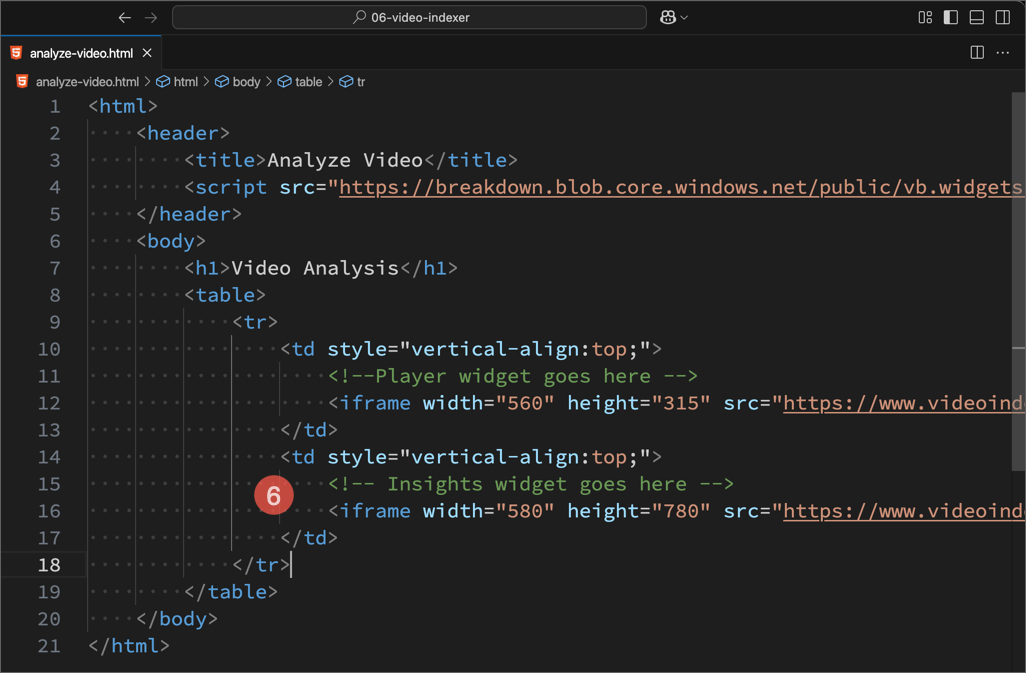 06-video-indexer
analyze-video.html
analyze-video.html > html > body > table > tr
1 <html>
2 <header>
3 <title>Analyze Video</title>
4 <script src="https://breakdown.blob.core.windows.net/public/vb.widgets
5 </header>
6 <body>
7 <h1>Video Analysis</h1>
8 <table>
9 <tr>
10 <td style="vertical-align:top;">
11 <!--Player widget goes here -->
12 <iframe width="560" height="315" src="https://www.videoind
13 </td>
14 <td style="vertical-align:top;">
15 <!-- Insights widget goes here -->
6
16 <iframe width="580" height="780" src="https://www.videoind
17 </td>
18 </tr>
19 </table>
20 </body>
21 </html>